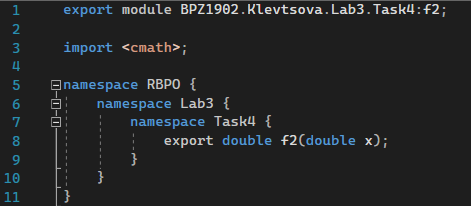 1 export module BPZ1902.Klevtsova.Lab3.Task4:f2;
2
3 import <cmath>;
4
5 namespace RBPO {
6 namespace Lab3 {
7 namespace Task4 {
8 export double f2(double x);
9 }
10 }
11 }